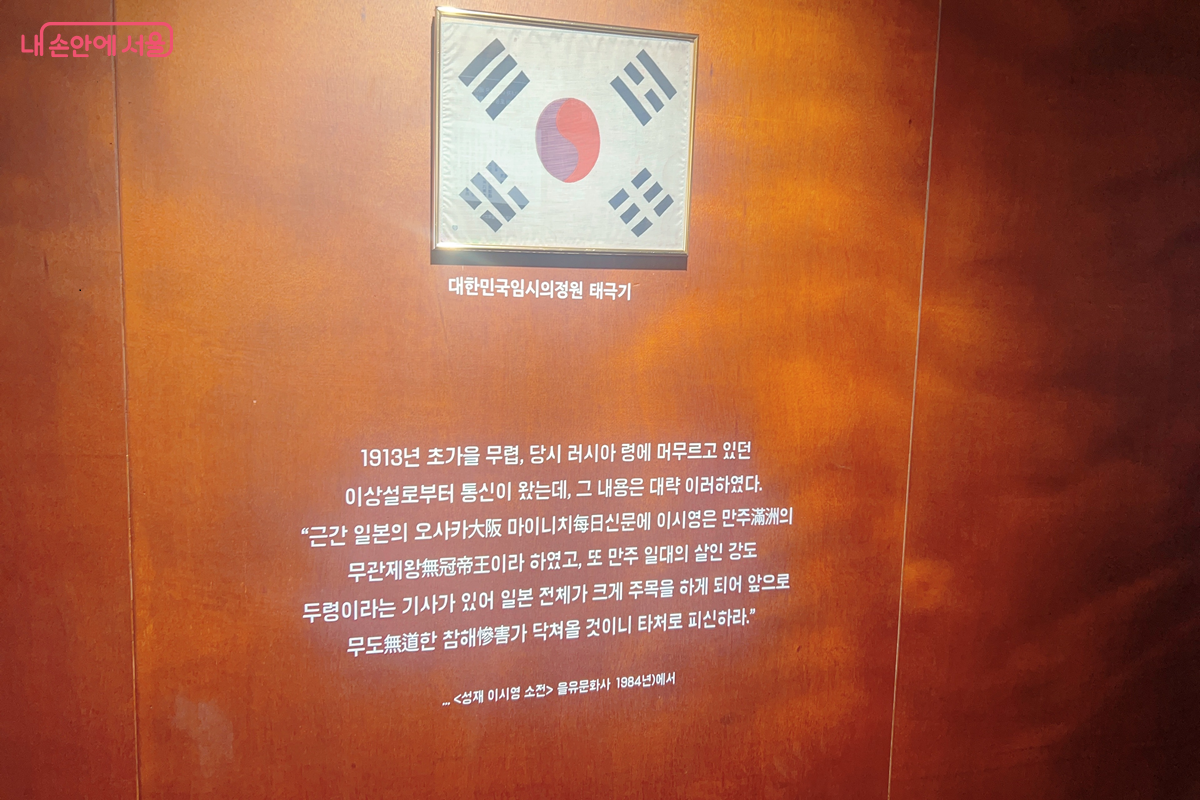 내 손안에 서울
대한민국임시의정원 태극기
1913년 초가을 무렵, 당시 러시아 령에 머무르고 있던
이상설로부터 통신이 왔는데, 그 내용은 대략 이러하였다.
“근간 일본의 오사카大阪 마이니치每日신문에 이시영은 만주滿洲의
무관제왕無冠帝王이라 하였고, 또 만주 일대의 살인 강도
두령이라는 기사가 있어 일본 전체가 크게 주목을 하게 되어 앞으로
무도無道한 참해慘害가 닥쳐올 것이니 타처로 피신하라.”
... <성재 이시영 소전> 을유문화사 1984년)에서